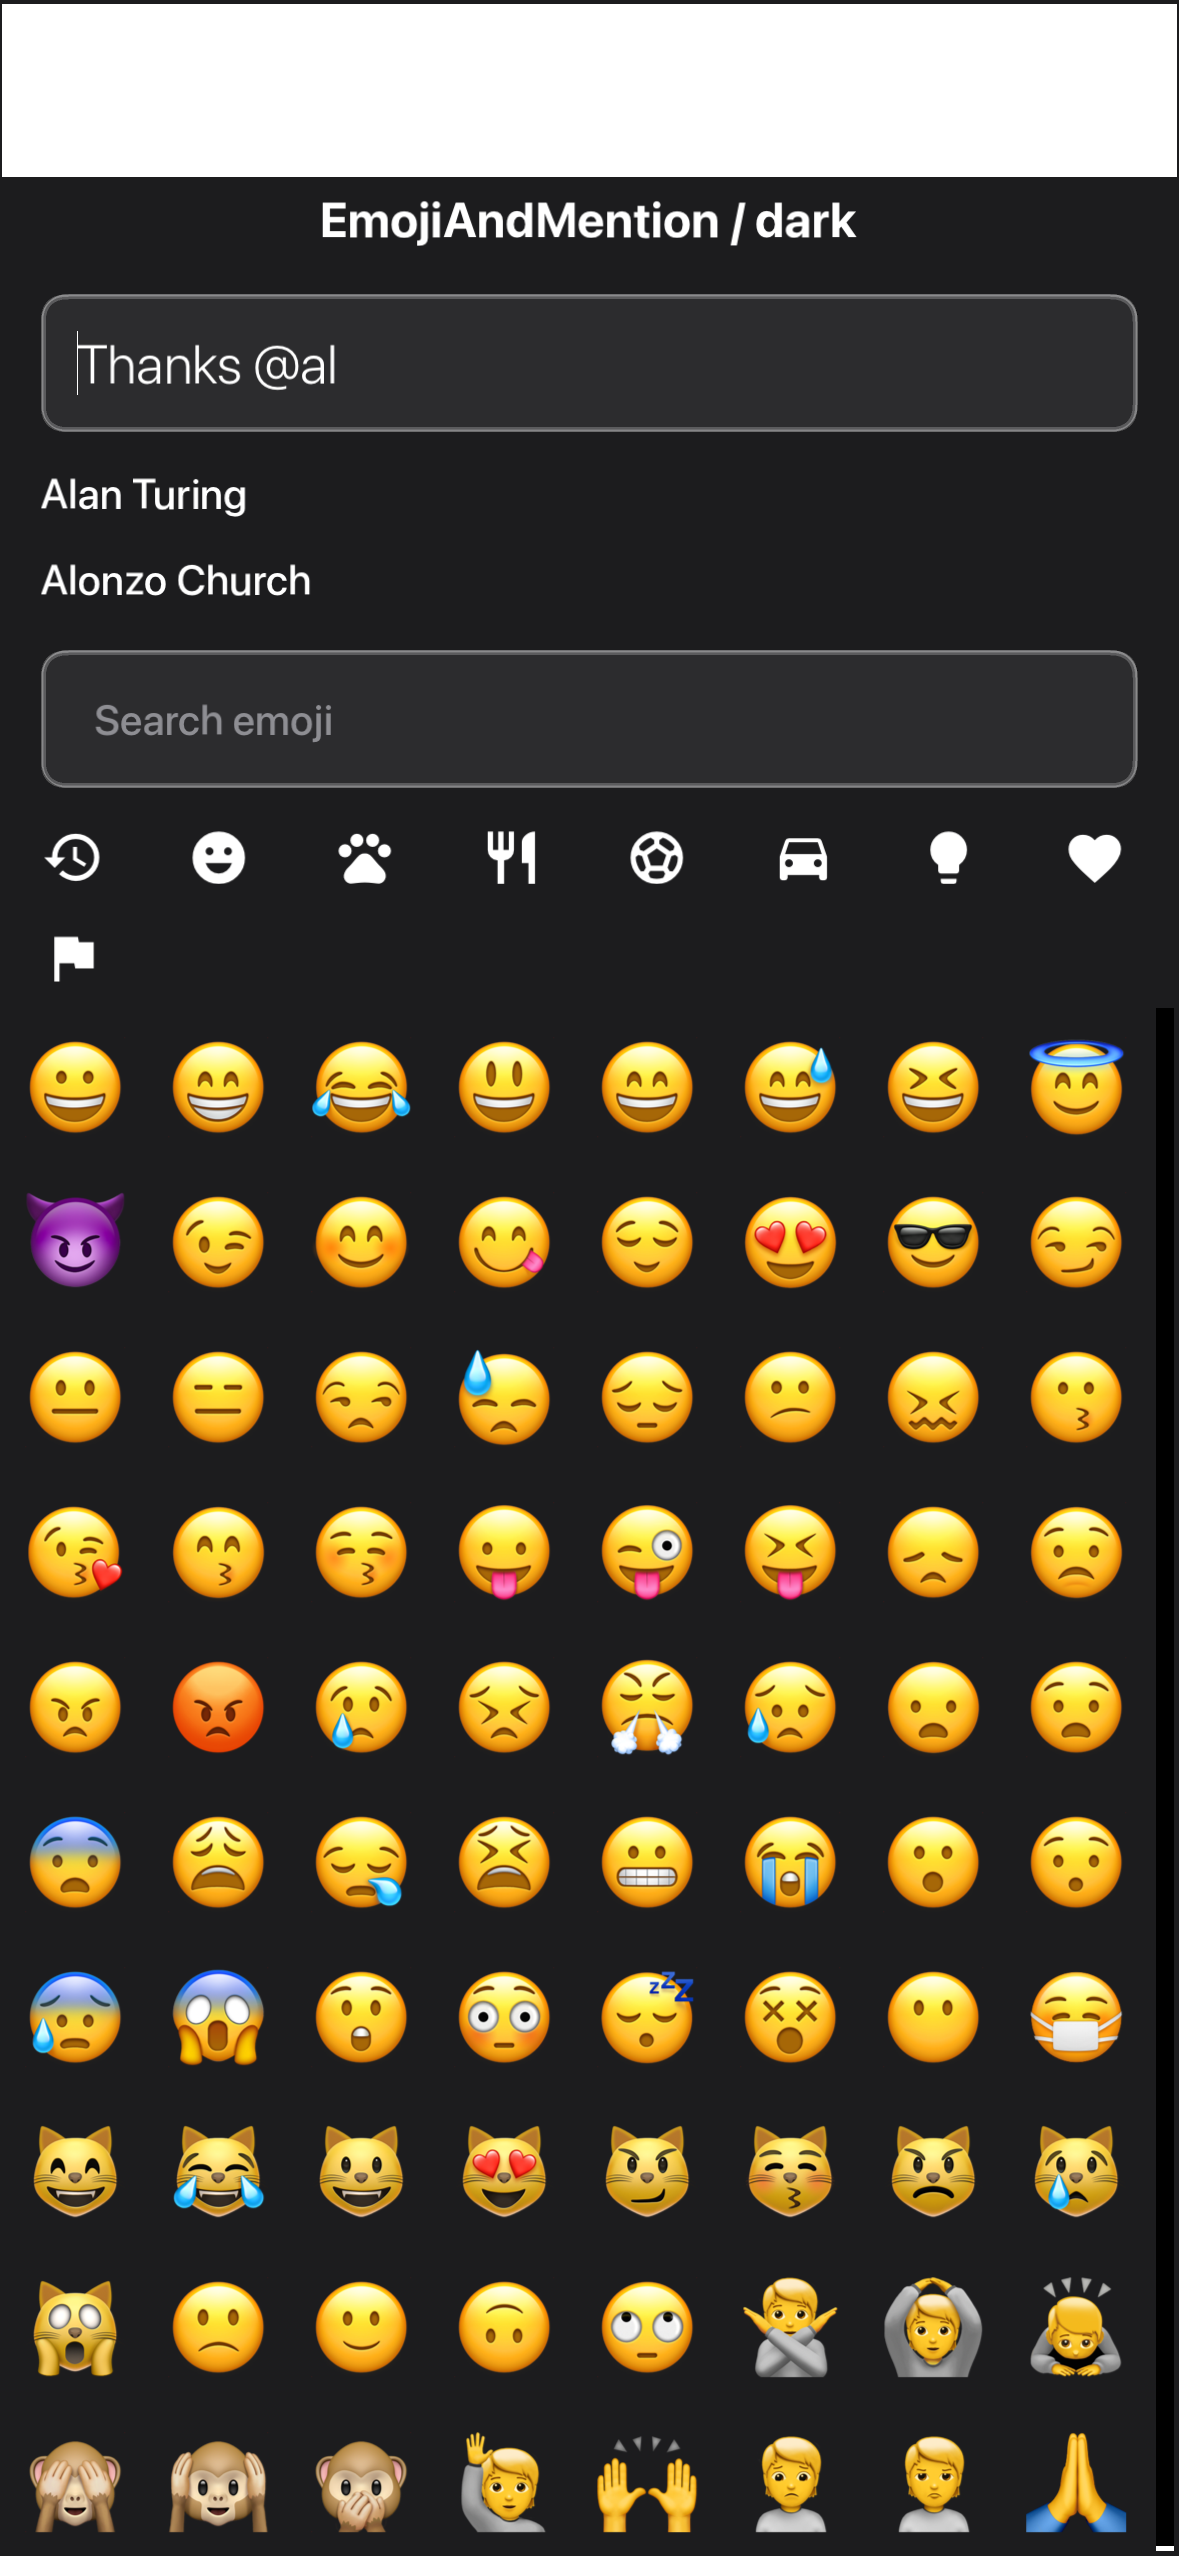 EmojiAndMention / dark
Thanks @al
Alan Turing
Alonzo Church
Search emoji